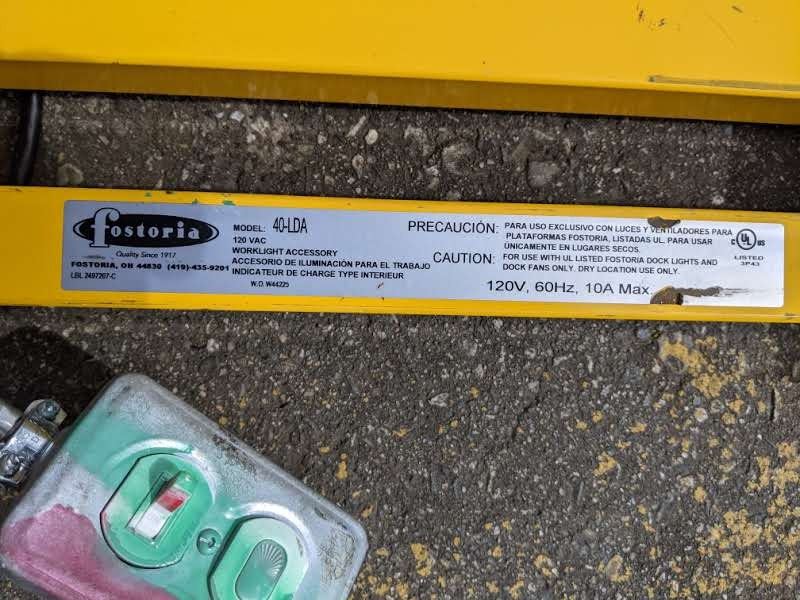 fostoria
Quality Since 1917
FOSTORIA, OH 44830 (419)-435-9201
LBL 2497267-C
MODEL: 40-LDA
120 VAC
WORKLIGHT ACCESSORY
ACCESORIO DE ILUMINACIÓN PARA EL TRABAJO
INDICATEUR DE CHARGE TYPE INTERIEUR
W.O. W44225
PRECAUCIÓN: PARA USO EXCLUSIVO CON LUCES Y VENTILADORES PARA
PLATAFORMAS FOSTORIA, LISTADAS UL. PARA USAR
ÚNICAMENTE EN LUGARES SECOS.
CAUTION: FOR USE WITH UL LISTED FOSTORIA DOCK LIGHTS AND
DOCK FANS ONLY. DRY LOCATION USE ONLY.
120V, 60Hz, 10A Max.
C UL US
LISTED
3P43